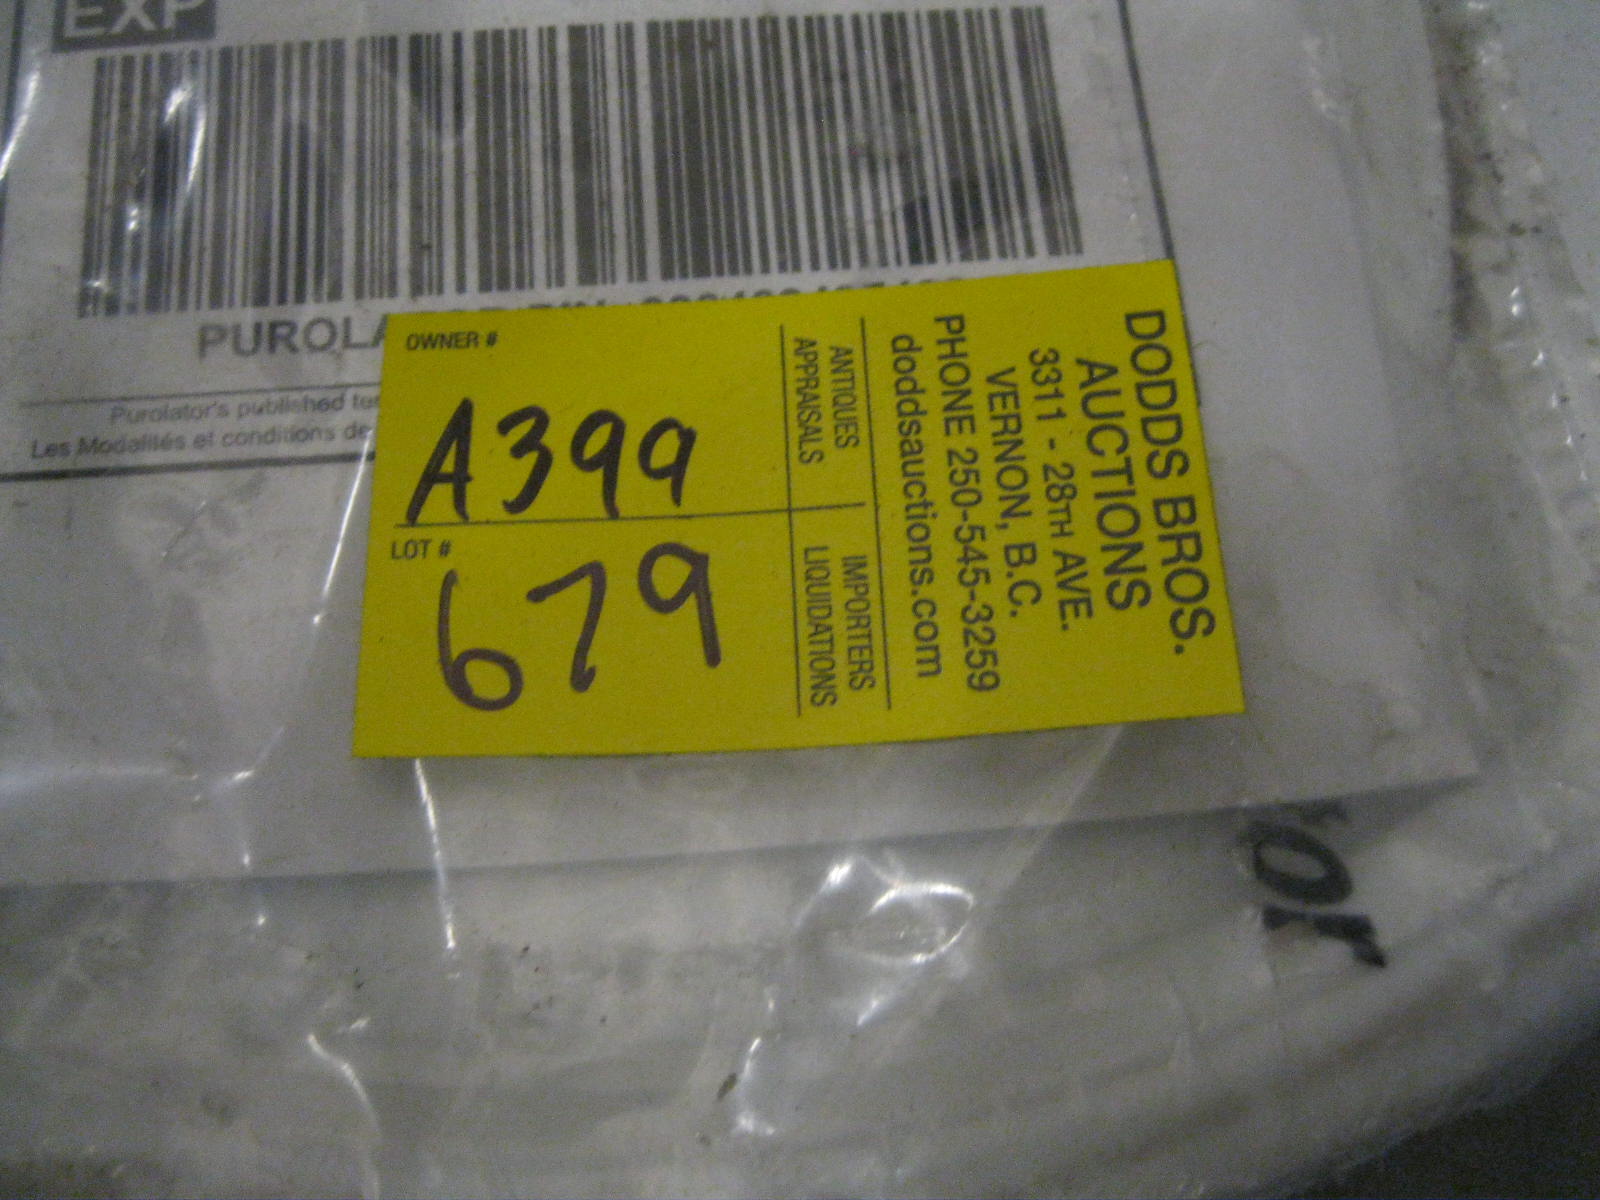 EXP
PUROLA
Purolator's published
Les Modalités et conditions de
OWNER #
A399
LOT #
679
ANTIQUES
APPRAISALS
IMPORTERS
LIQUIDATIONS
DODDS BROS.
AUCTIONS
3311 - 28TH AVE.
VERNON, B.C.
PHONE 250-545-3259
doddsauctions.com